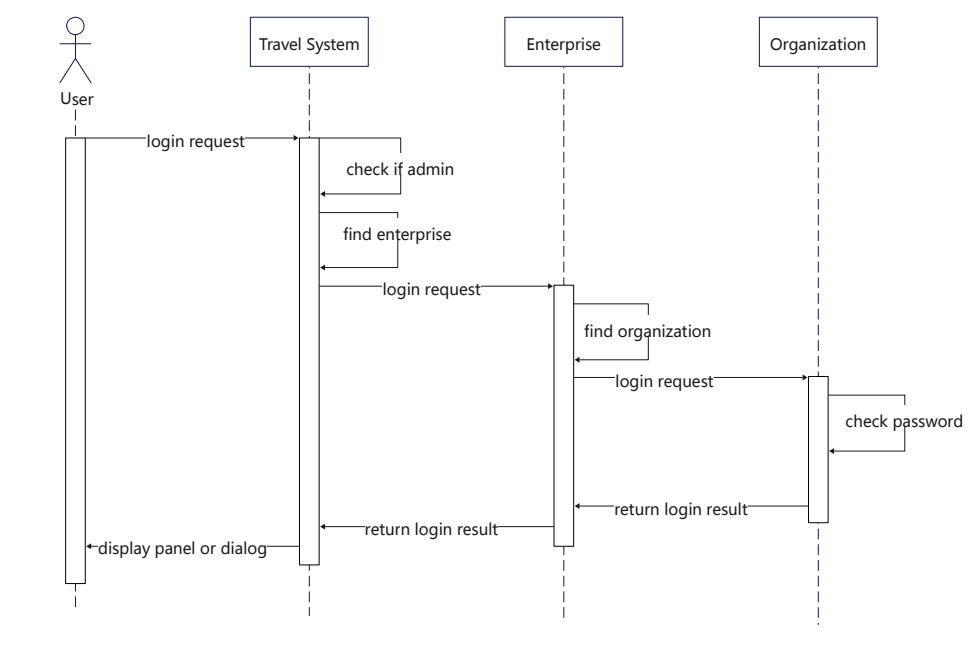 Travel System
Enterprise
Organization
User
login request
check if admin
find enterprise
login request
find organization
login request
check password
return login result
return login result
display panel or dialog